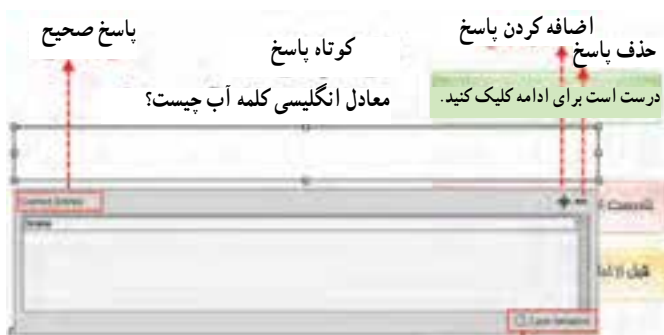 پاسخ صحیح
اضافه کردن پاسخ
کوتاه پاسخ
حذف پاسخ
معادل انگلیسی کلمه آب چیست؟
درست است برای ادامه کلیک کنید.
Correct Entries